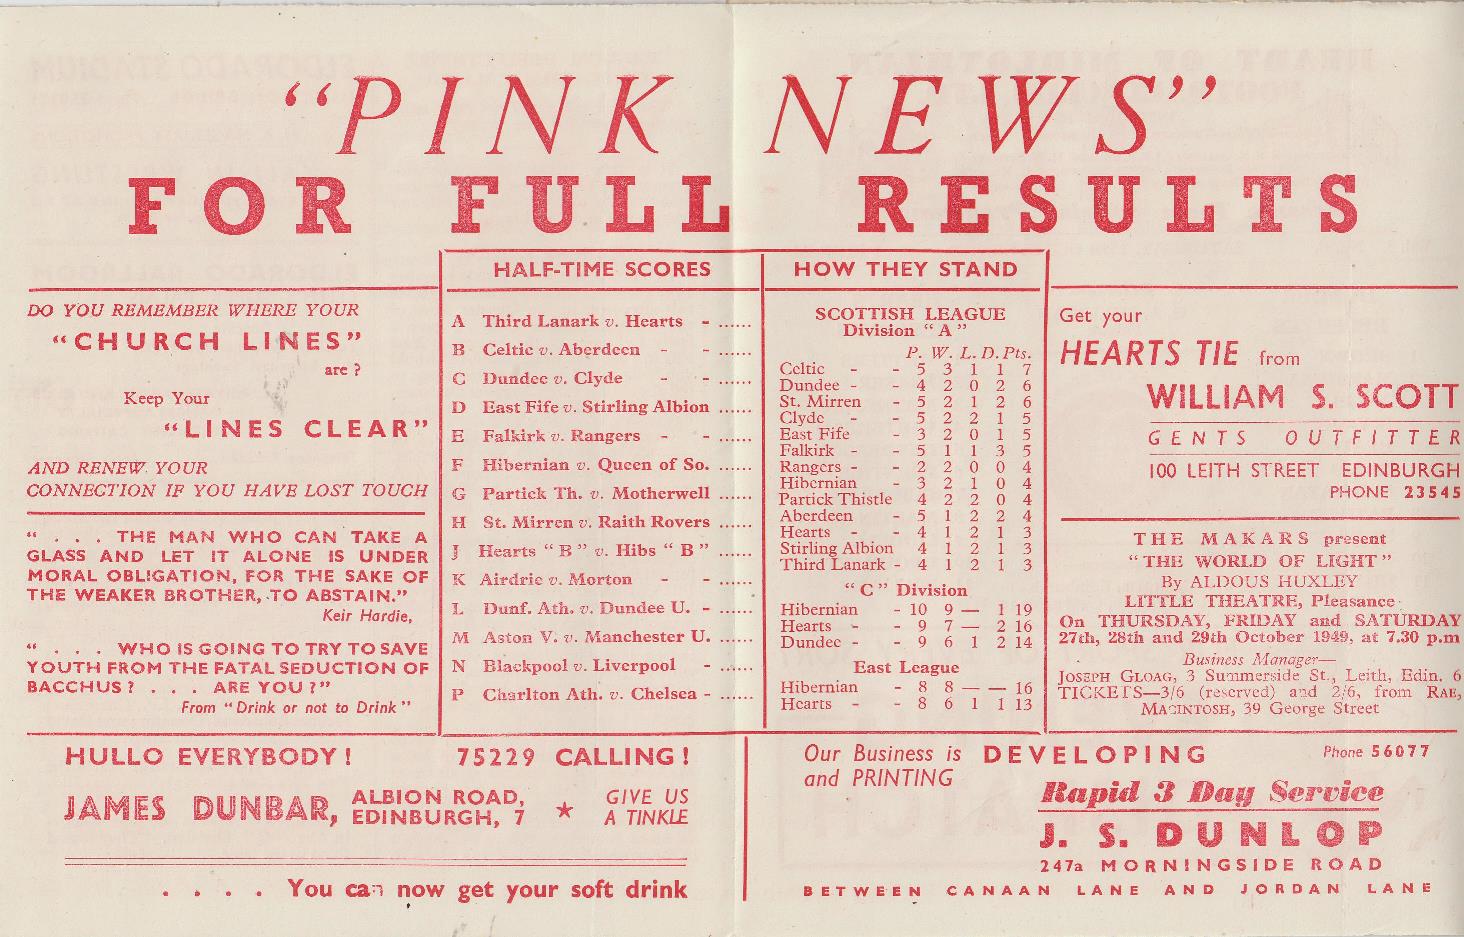 “PINK NEWS”
FOR FULL RESULTS
DO YOU REMEMBER WHERE YOUR
“CHURCH LINES”
are ?
Keep Your
“LINES CLEAR”
AND RENEW YOUR
CONNECTION IF YOU HAVE LOST TOUCH
“ . . . THE MAN WHO CAN TAKE A
GLASS AND LET IT ALONE IS UNDER
MORAL OBLIGATION, FOR THE SAKE OF
THE WEAKER BROTHER, TO ABSTAIN.”
Keir Hardie,
“ . . . WHO IS GOING TO TRY TO SAVE
YOUTH FROM THE FATAL SEDUCTION OF
BACCHUS ? . . . ARE YOU ?”
From “Drink or not to Drink”
HALF-TIME SCORES
A Third Lanark v. Hearts - ......
B Celtic v. Aberdeen - - ......
C Dundee v. Clyde - - ......
D East Fife v. Stirling Albion ......
E Falkirk v. Rangers - - ......
F Hibernian v. Queen of So. ......
G Partick Th. v. Motherwell ......
H St. Mirren v. Raith Rovers ......
J Hearts “ B ” v. Hibs “ B ” ......
K Airdrie v. Morton - - ......
L Dunf. Ath. v. Dundee U. - ......
M Aston V. v. Manchester U. ......
N Blackpool v. Liverpool - ......
P Charlton Ath. v. Chelsea - ......
HOW THEY STAND
SCOTTISH LEAGUE
Division “ A ”
P. W. L. D. Pts.
Celtic - - 5 3 1 1 7
Dundee - - 4 2 0 2 6
St. Mirren - 5 2 1 2 6
Clyde - - 5 2 2 1 5
East Fife - 3 2 0 1 5
Falkirk - - 5 1 1 3 5
Rangers - - 2 2 0 0 4
Hibernian - 3 2 1 0 4
Partick Thistle 4 2 2 0 4
Aberdeen - 5 1 2 2 4
Hearts - - 4 1 2 1 3
Stirling Albion 4 1 2 1 3
Third Lanark - 4 1 2 1 3
“ C ” Division
Hibernian - 10 9 — 1 19
Hearts - - 9 7 — 2 16
Dundee - - 9 6 1 2 14
East League
Hibernian - 8 8 — — 16
Hearts - - 8 6 1 1 13
Get your
HEARTS TIE from
WILLIAM S. SCOTT
GENTS OUTFITTER
100 LEITH STREET EDINBURGH
PHONE 23545
THE MAKARS present
“THE WORLD OF LIGHT”
By ALDOUS HUXLEY
LITTLE THEATRE, Pleasance
On THURSDAY, FRIDAY and SATURDAY
27th, 28th and 29th October 1949, at 7.30 p.m
Business Manager—
JOSEPH GLOAG, 3 Summerside St., Leith, Edin. 6
TICKETS—3/6 (reserved) and 2/6, from RAE,
MACINTOSH, 39 George Street
HULLO EVERYBODY ! 75229 CALLING !
JAMES DUNBAR, ALBION ROAD, EDINBURGH, 7 ★ GIVE US A TINKLE
. . . . You can now get your soft drink
Our Business is DEVELOPING Phone 56077
and PRINTING
Rapid 3 Day Service
J. S. DUNLOP
247a MORNINGSIDE ROAD
BETWEEN CANAAN LANE AND JORDAN LANE